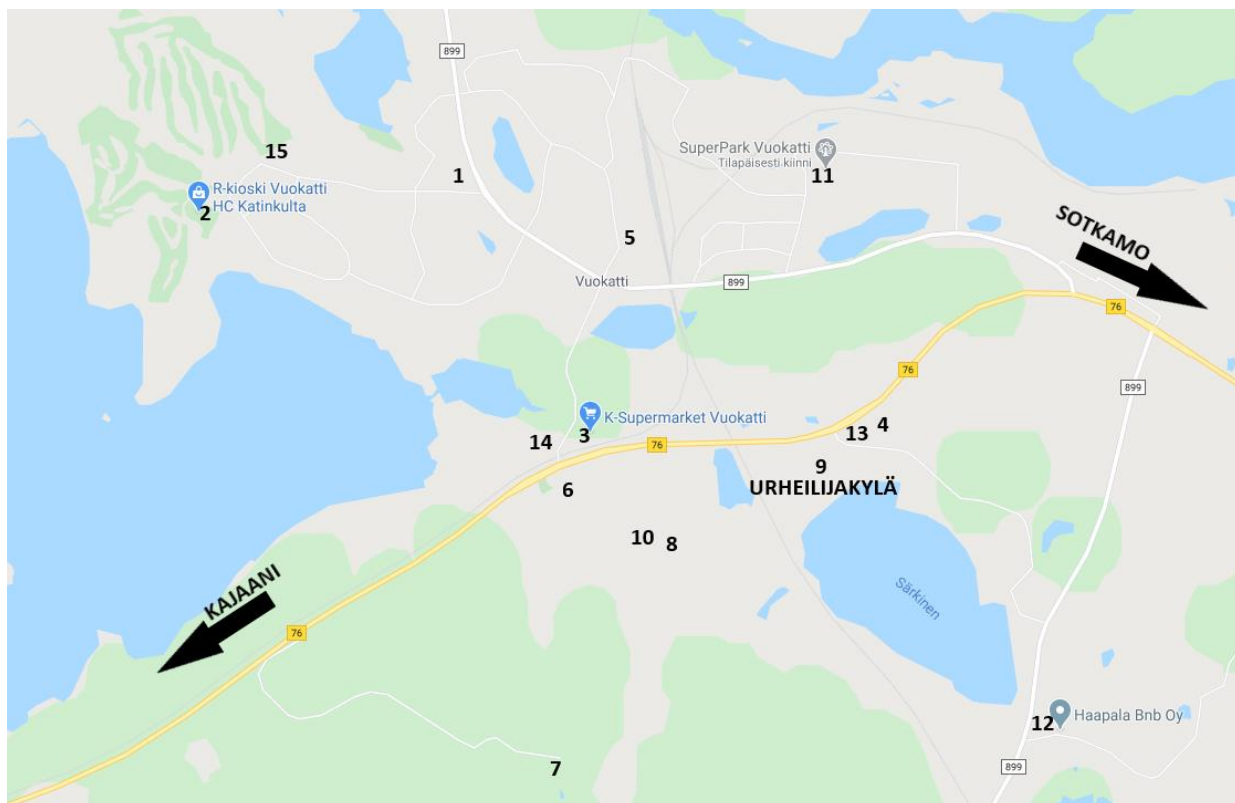 899
15
SuperPark Vuokatti
Tilapäisesti kiinni
1
11
R-kioski Vuokatti
HC Katinkulta
2
5
SOTKAMO
Vuokatti
899
76
76
899
K-Supermarket Vuokatti
3
14
76
13
4
9
URHEILIJAKYLÄ
6
10
8
KAJAANI
Särkinen
76
12
Haapala Bnb Oy
7
899